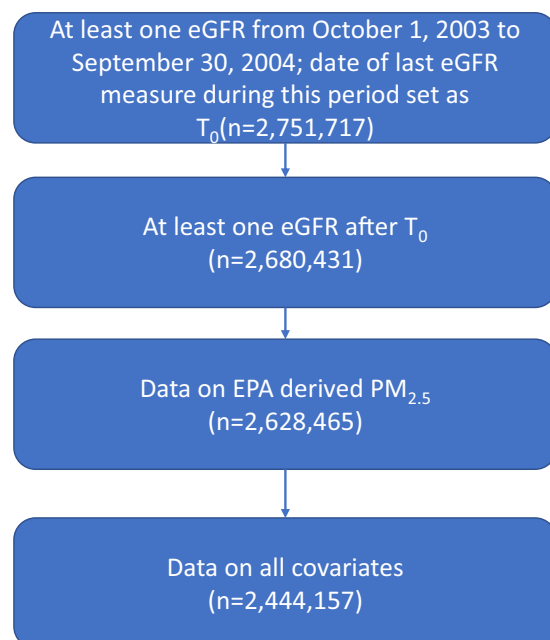 At least one eGFR from October 1, 2003 to
September 30, 2004; date of last eGFR
measure during this period set as
T₀(n=2,751,717)
At least one eGFR after T₀
(n=2,680,431)
Data on EPA derived PM₂.₅
(n=2,628,465)
Data on all covariates
(n=2,444,157)